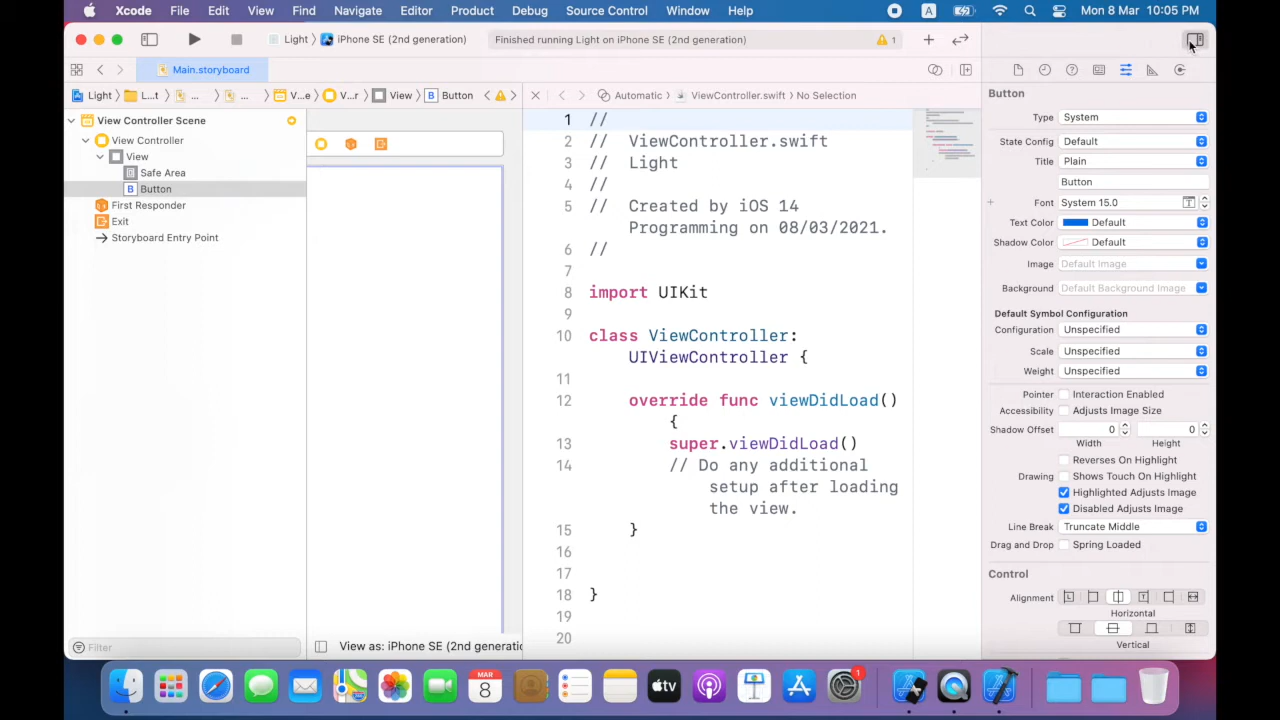 Xcode File Edit View Find Navigate Editor Product Debug Source Control Window Help A Mon 8 Mar 10:05 PM
Light iPhone SE (2nd generation) Finished running Light on iPhone SE (2nd generation) 1
Main.storyboard
Light L...t ... ... V...e V...r View B Button
Automatic ViewController.swift No Selection
View Controller Scene
View Controller
View
Safe Area
B Button
First Responder
Exit
Storyboard Entry Point
Filter
View as: iPhone SE (2nd generatio
1 //
2 // ViewController.swift
3 // Light
4 //
5 // Created by iOS 14
Programming on 08/03/2021.
6 //
7
8 import UIKit
9
10 class ViewController:
UIViewController {
11
12 override func viewDidLoad()
{
13 super.viewDidLoad()
14 // Do any additional
setup after loading
the view.
15 }
16
17
18 }
19
20
Button
Type System
State Config Default
Title Plain
Button
Font System 15.0
Text Color Default
Shadow Color Default
Image Default Image
Background Default Background Image
Default Symbol Configuration
Configuration Unspecified
Scale Unspecified
Weight Unspecified
Pointer Interaction Enabled
Accessibility Adjusts Image Size
Shadow Offset 0 0
Width Height
Reverses On Highlight
Drawing Shows Touch On Highlight
Highlighted Adjusts Image
Disabled Adjusts Image
Line Break Truncate Middle
Drag and Drop Spring Loaded
Control
Alignment
Horizontal
Vertical
MAR
8
tv
1